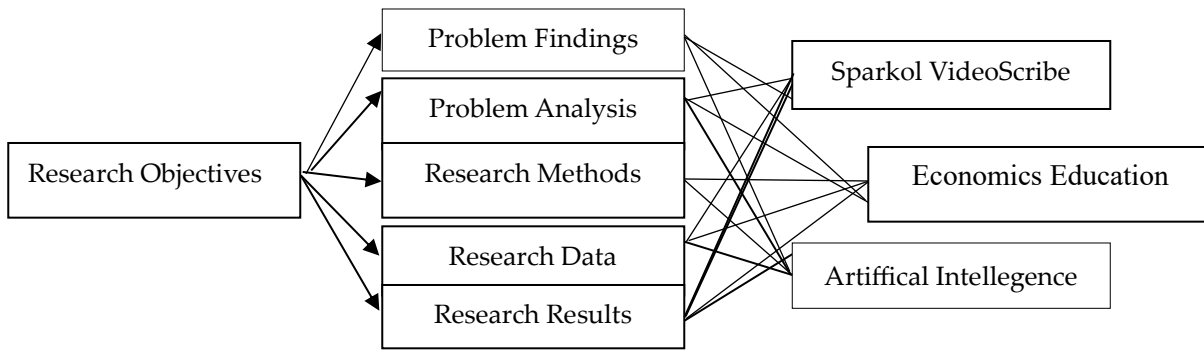 Problem Findings
Sparkol VideoScribe
Problem Analysis
Research Objectives
Research Methods
Economics Education
Research Data
Artiffical Intellegence
Research Results